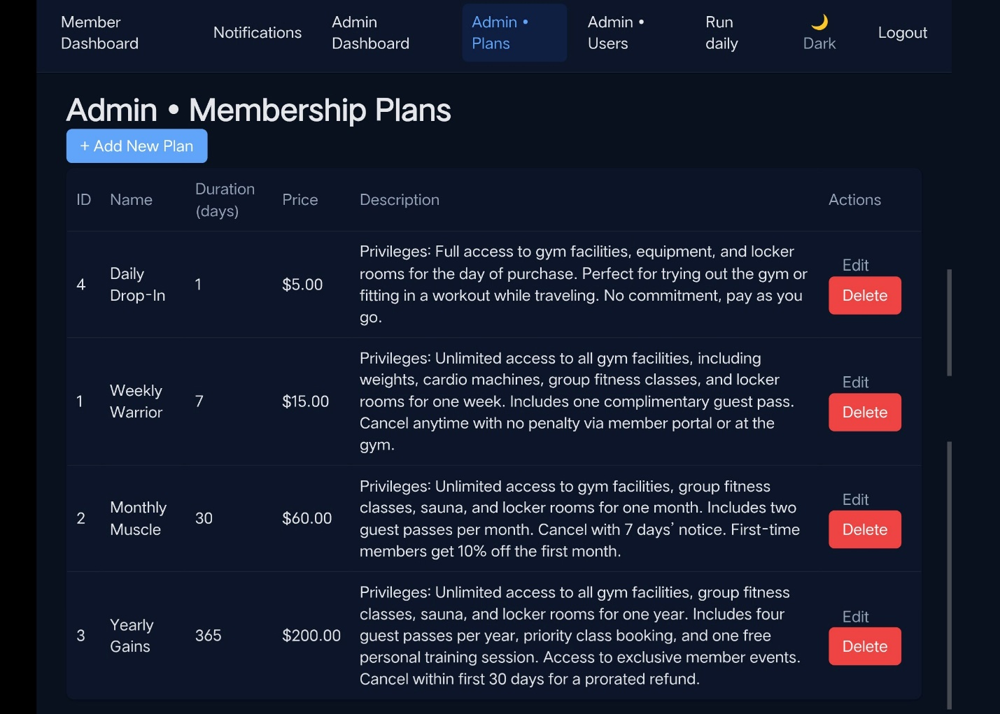 Member
Dashboard
Notifications
Admin
Dashboard
Admin •
Plans
Admin •
Users
Run
daily
Dark
Logout
Admin • Membership Plans
+ Add New Plan
ID
Name
Duration
(days)
Price
Description
Actions
4
Daily
Drop-In
1
$5.00
Privileges: Full access to gym facilities, equipment, and locker
rooms for the day of purchase. Perfect for trying out the gym or
fitting in a workout while traveling. No commitment, pay as you
go.
Edit
Delete
1
Weekly
Warrior
7
$15.00
Privileges: Unlimited access to all gym facilities, including
weights, cardio machines, group fitness classes, and locker
rooms for one week. Includes one complimentary guest pass.
Cancel anytime with no penalty via member portal or at the
gym.
Edit
Delete
2
Monthly
Muscle
30
$60.00
Privileges: Unlimited access to gym facilities, group fitness
classes, sauna, and locker rooms for one month. Includes two
guest passes per month. Cancel with 7 days’ notice. First-time
members get 10% off the first month.
Edit
Delete
3
Yearly
Gains
365
$200.00
Privileges: Unlimited access to all gym facilities, group fitness
classes, sauna, and locker rooms for one year. Includes four
guest passes per year, priority class booking, and one free
personal training session. Access to exclusive member events.
Cancel within first 30 days for a prorated refund.
Edit
Delete